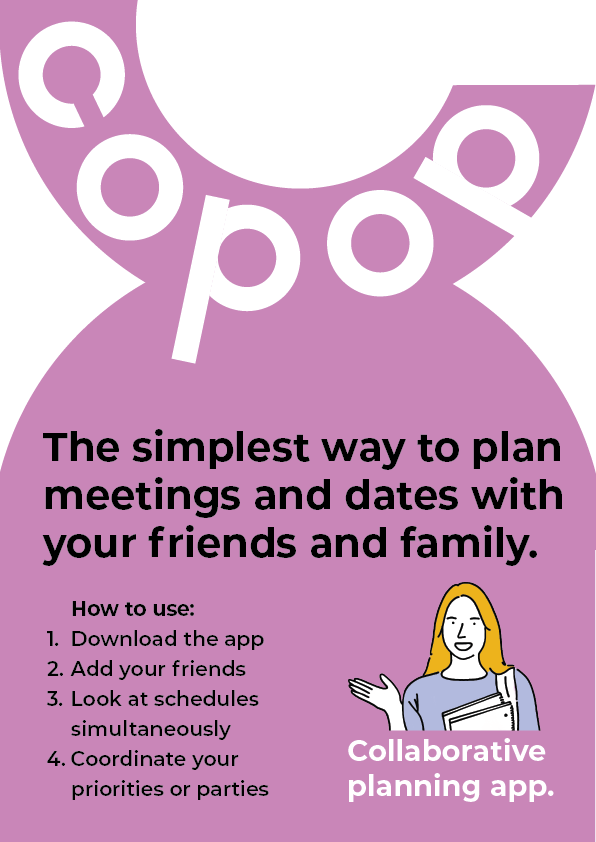 copop
The simplest way to plan
meetings and dates with
your friends and family.
How to use:
1. Download the app
2. Add your friends
3. Look at schedules
simultaneously
4. Coordinate your
priorities or parties
Collaborative
planning app.